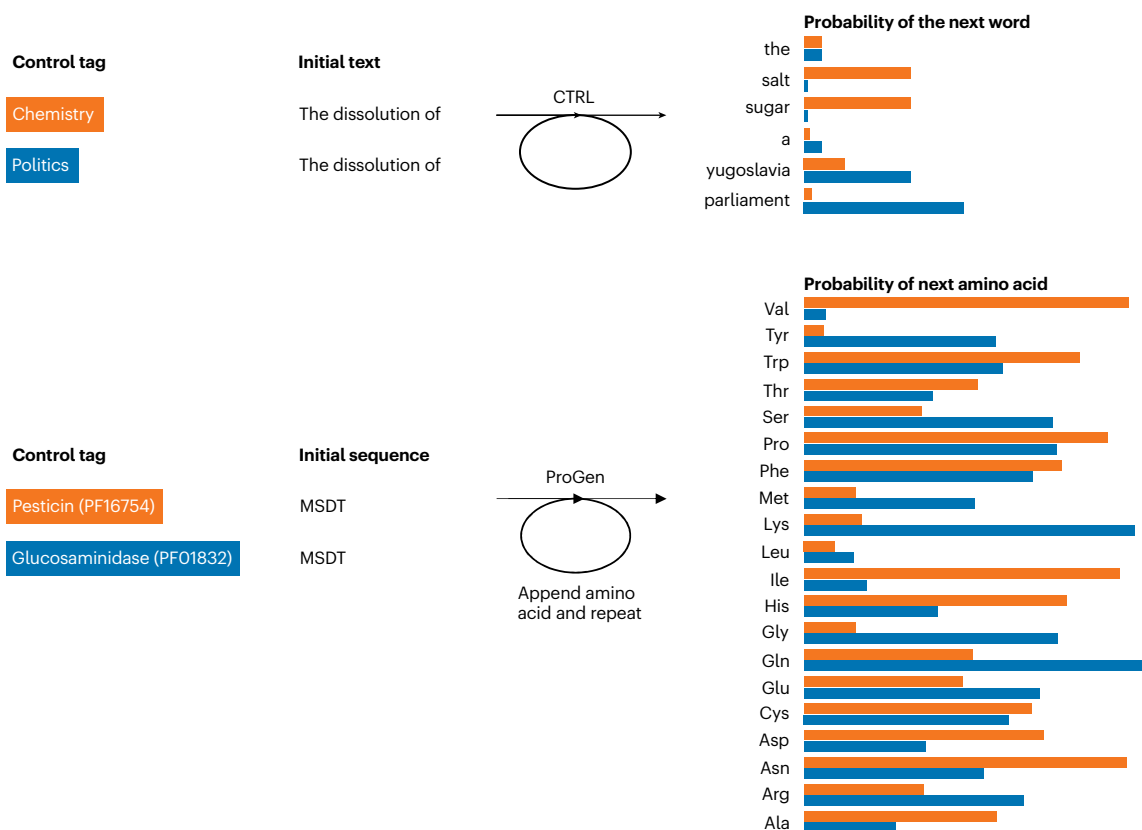 Probability of the next word
Control tag
Initial text
Chemistry
The dissolution of
CTRL
Politics
The dissolution of
the
salt
sugar
a
yugoslavia
parliament
Probability of next amino acid
Control tag
Initial sequence
Pesticin (PF16754)
MSDT
ProGen
Glucosaminidase (PF01832)
MSDT
Append amino
acid and repeat
Val
Tyr
Trp
Thr
Ser
Pro
Phe
Met
Lys
Leu
Ile
His
Gly
Gln
Glu
Cys
Asp
Asn
Arg
Ala